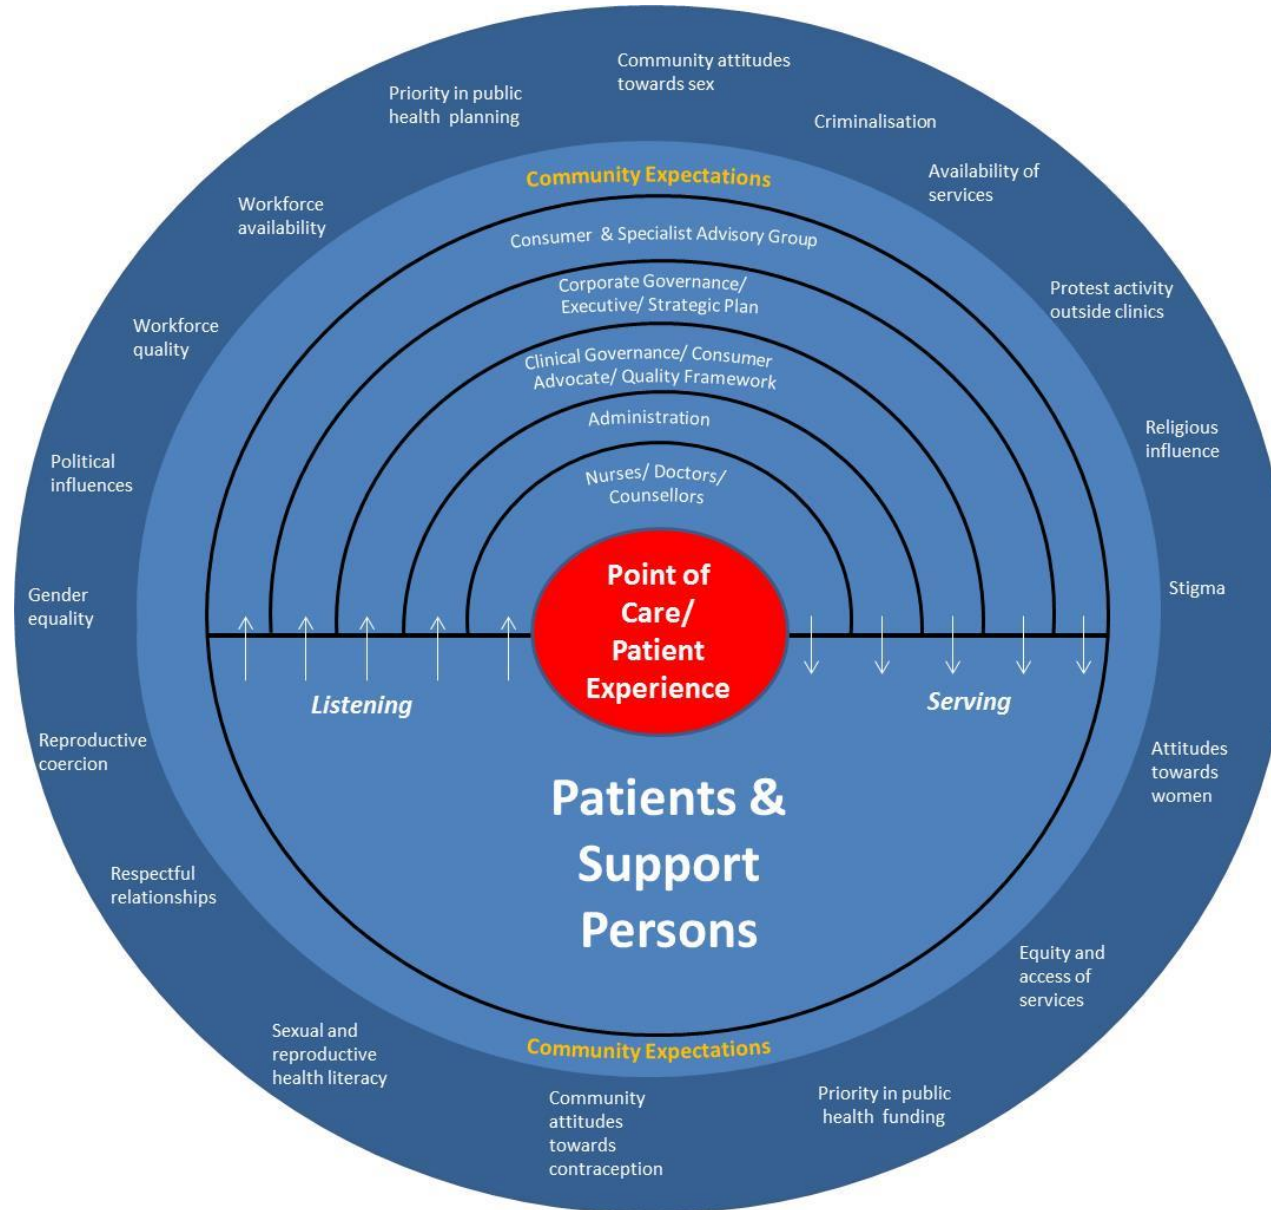 Community attitudes
towards sex
Priority in public
health planning
Criminalisation
Availability of
services
Community Expectations
Workforce
availability
Consumer & Specialist Advisory Group
Corporate Governance/
Executive/ Strategic Plan
Protest activity
outside clinics
Workforce
quality
Clinical Governance/ Consumer
Advocate/ Quality Framework
Administration
Religious
influence
Political
influences
Nurses/ Doctors/
Counsellors
Point of
Care/
Patient
Experience
Gender
equality
Stigma
Listening
Serving
Reproductive
coercion
Attitudes
towards
women
Patients &
Support
Persons
Respectful
relationships
Equity and
access of
services
Sexual and
reproductive
health literacy
Community Expectations
Community
attitudes
towards
contraception
Priority in public
health funding